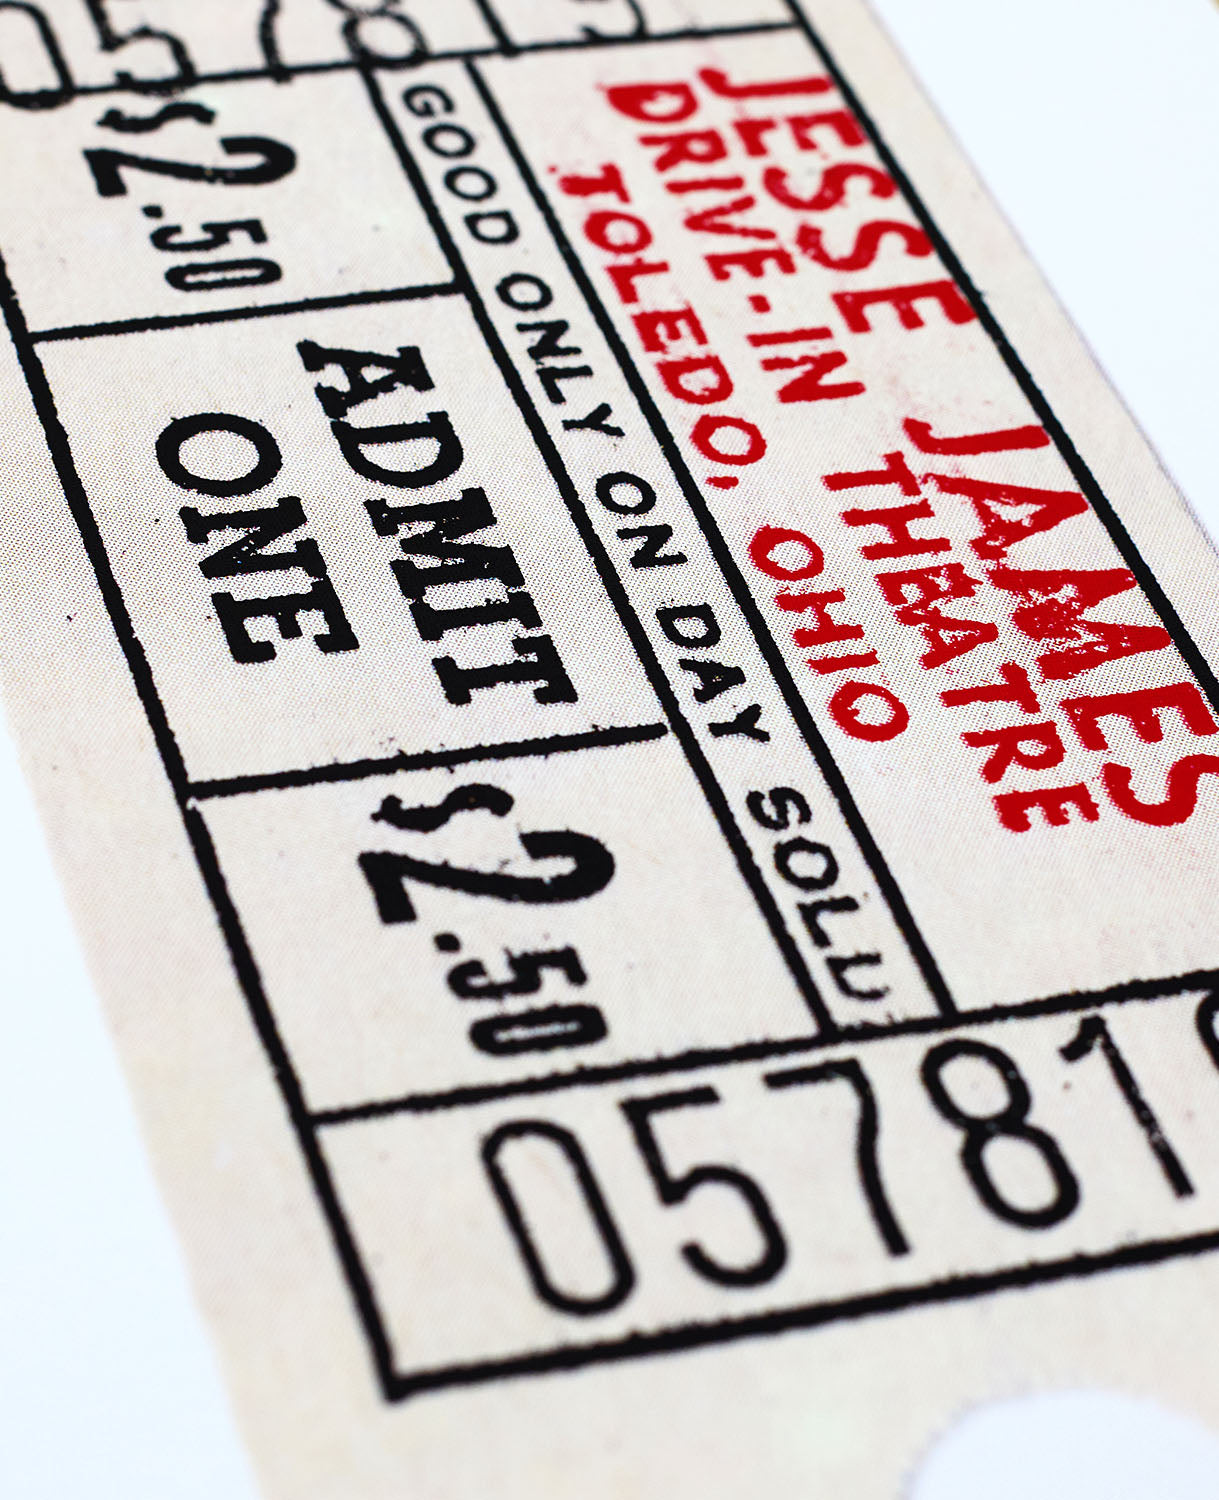 JESSE JAMES
DRIVE-IN THEATRE
TOLEDO, OHIO
GOOD ONLY ON DAY SOLD
$2.50
ADMIT
ONE
$2.50
05781